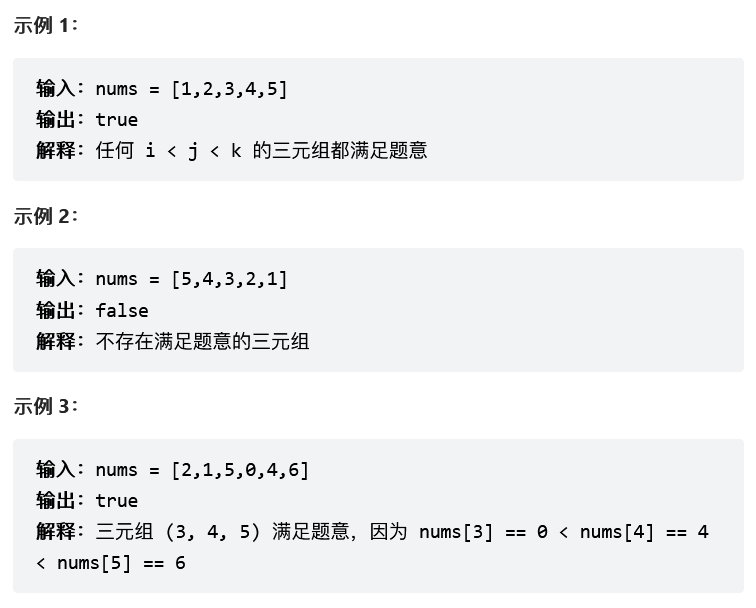 示例 1：
输入：nums = [1,2,3,4,5]
输出：true
解释：任何 i < j < k 的三元组都满足题意
示例 2：
输入：nums = [5,4,3,2,1]
输出：false
解释：不存在满足题意的三元组
示例 3：
输入：nums = [2,1,5,0,4,6]
输出：true
解释：三元组 (3, 4, 5) 满足题意，因为 nums[3] == 0 < nums[4] == 4
< nums[5] == 6